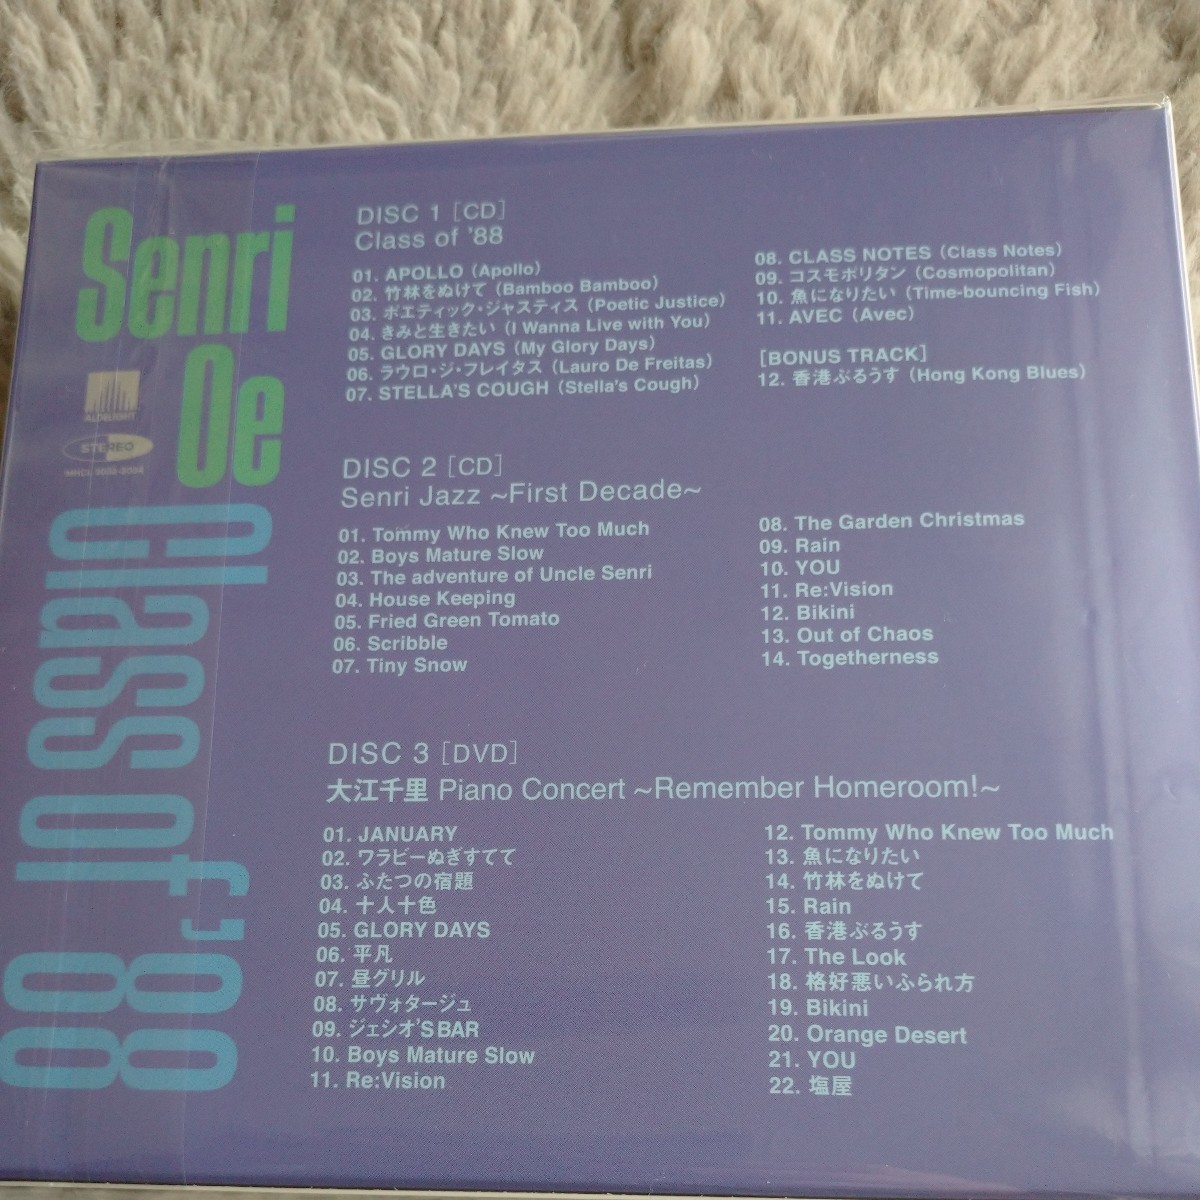 Senri
Oe
Class of '88
ALDELIGHT
STEREO
DISC 1 [CD]
Class of '88
01. APOLLO (Apollo)
02. 竹林をぬけて (Bamboo Bamboo)
03. ポエティック・ジャスティス (Poetic Justice)
04. きみと生きたい (I Wanna Live with You)
05. GLORY DAYS (My Glory Days)
06. ラウロ・ジ・フレイタス (Lauro De Freitas)
07. STELLA'S COUGH (Stella's Cough)
08. CLASS NOTES (Class Notes)
09. コスモポリタン (Cosmopolitan)
10. 魚になりたい (Time-bouncing Fish)
11. AVEC (Avec)
[BONUS TRACK]
12. 香港ぶるうす (Hong Kong Blues)
DISC 2 [CD]
Senri Jazz ~First Decade~
01. Tommy Who Knew Too Much
02. Boys Mature Slow
03. The adventure of Uncle Senri
04. House Keeping
05. Fried Green Tomato
06. Scribble
07. Tiny Snow
08. The Garden Christmas
09. Rain
10. YOU
11. Re:Vision
12. Bikini
13. Out of Chaos
14. Togetherness
DISC 3 [DVD]
大江千里 Piano Concert ~Remember Homeroom!~
01. JANUARY
02. ワラビーぬぎすてて
03. ふたつの宿題
04. 十人十色
05. GLORY DAYS
06. 平凡
07. 昼グリル
08. サヴォタージュ
09. ジェシオ'S BAR
10. Boys Mature Slow
11. Re:Vision
12. Tommy Who Knew Too Much
13. 魚になりたい
14. 竹林をぬけて
15. Rain
16. 香港ぶるうす
17. The Look
18. 格好悪いふられ方
19. Bikini
20. Orange Desert
21. YOU
22. 塩屋